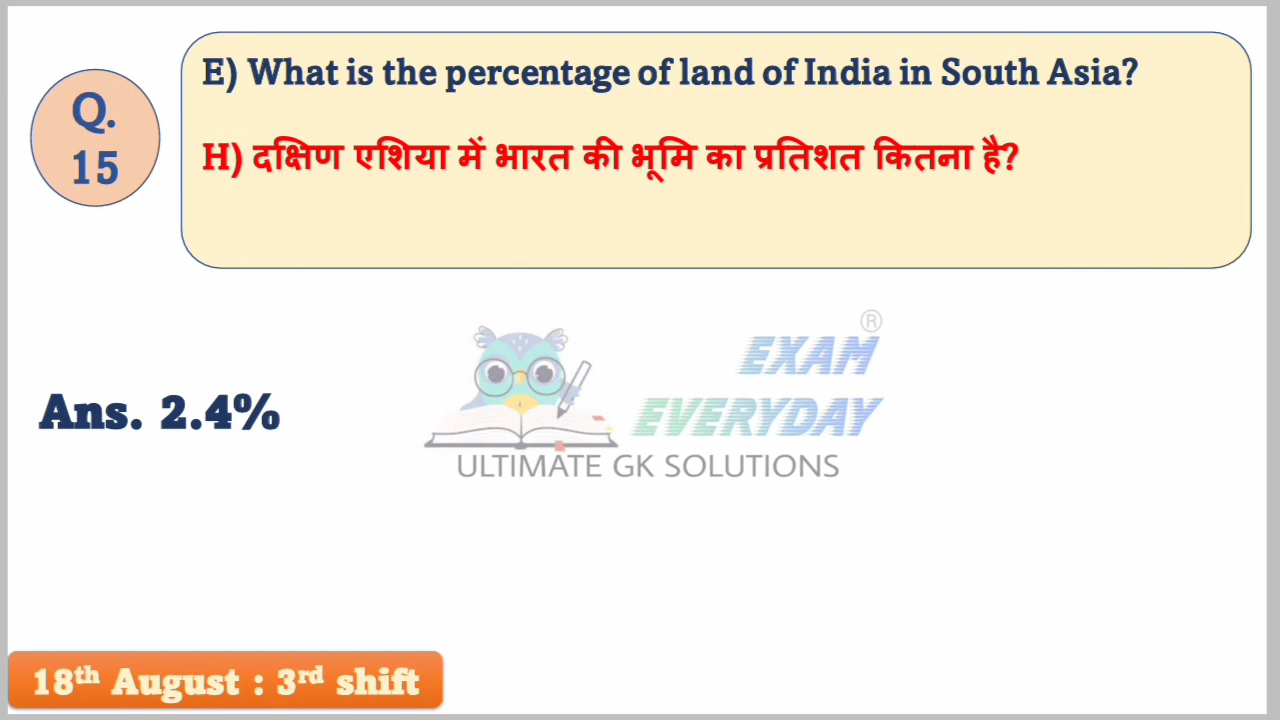 Q.
15
E) What is the percentage of land of India in South Asia?
H) दक्षिण एशिया में भारत की भूमि का प्रतिशत कितना है?
®
EXAM
EVERYDAY
ULTIMATE GK SOLUTIONS
Ans. 2.4%
18th August : 3rd shift